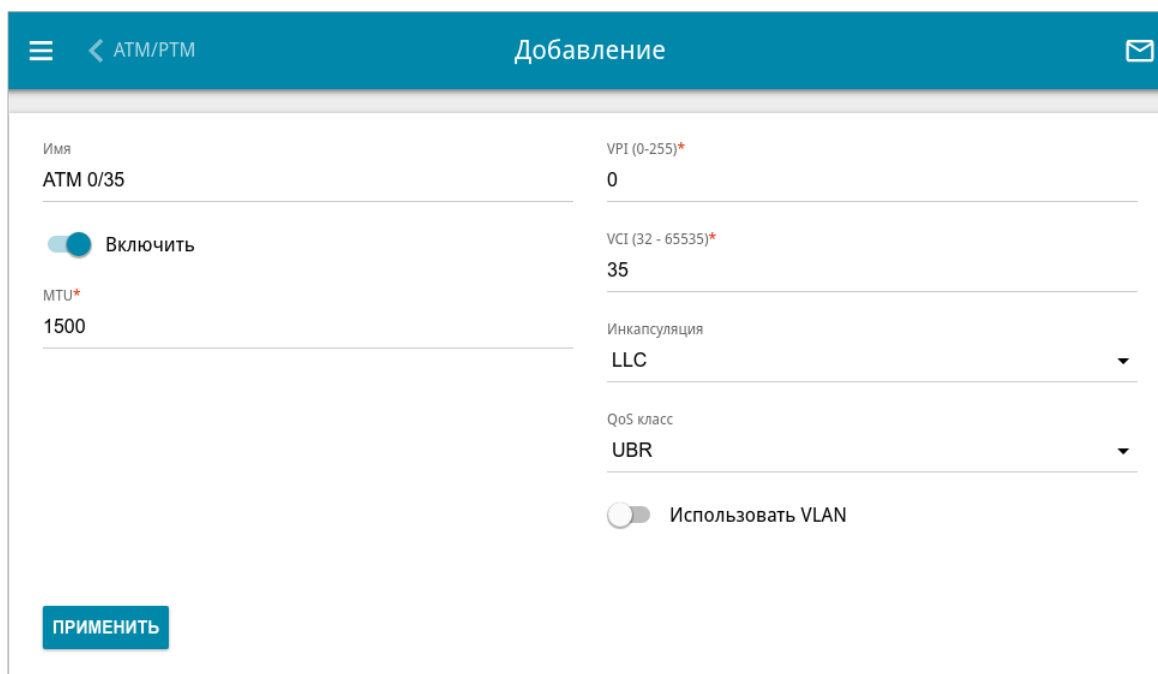 ATM/PTM
Добавление
Имя
ATM 0/35
Включить
MTU*
1500
VPI (0-255)*
0
VCI (32 - 65535)*
35
Инкапсуляция
LLC
QoS класс
UBR
Использовать VLAN
ПРИМЕНИТЬ